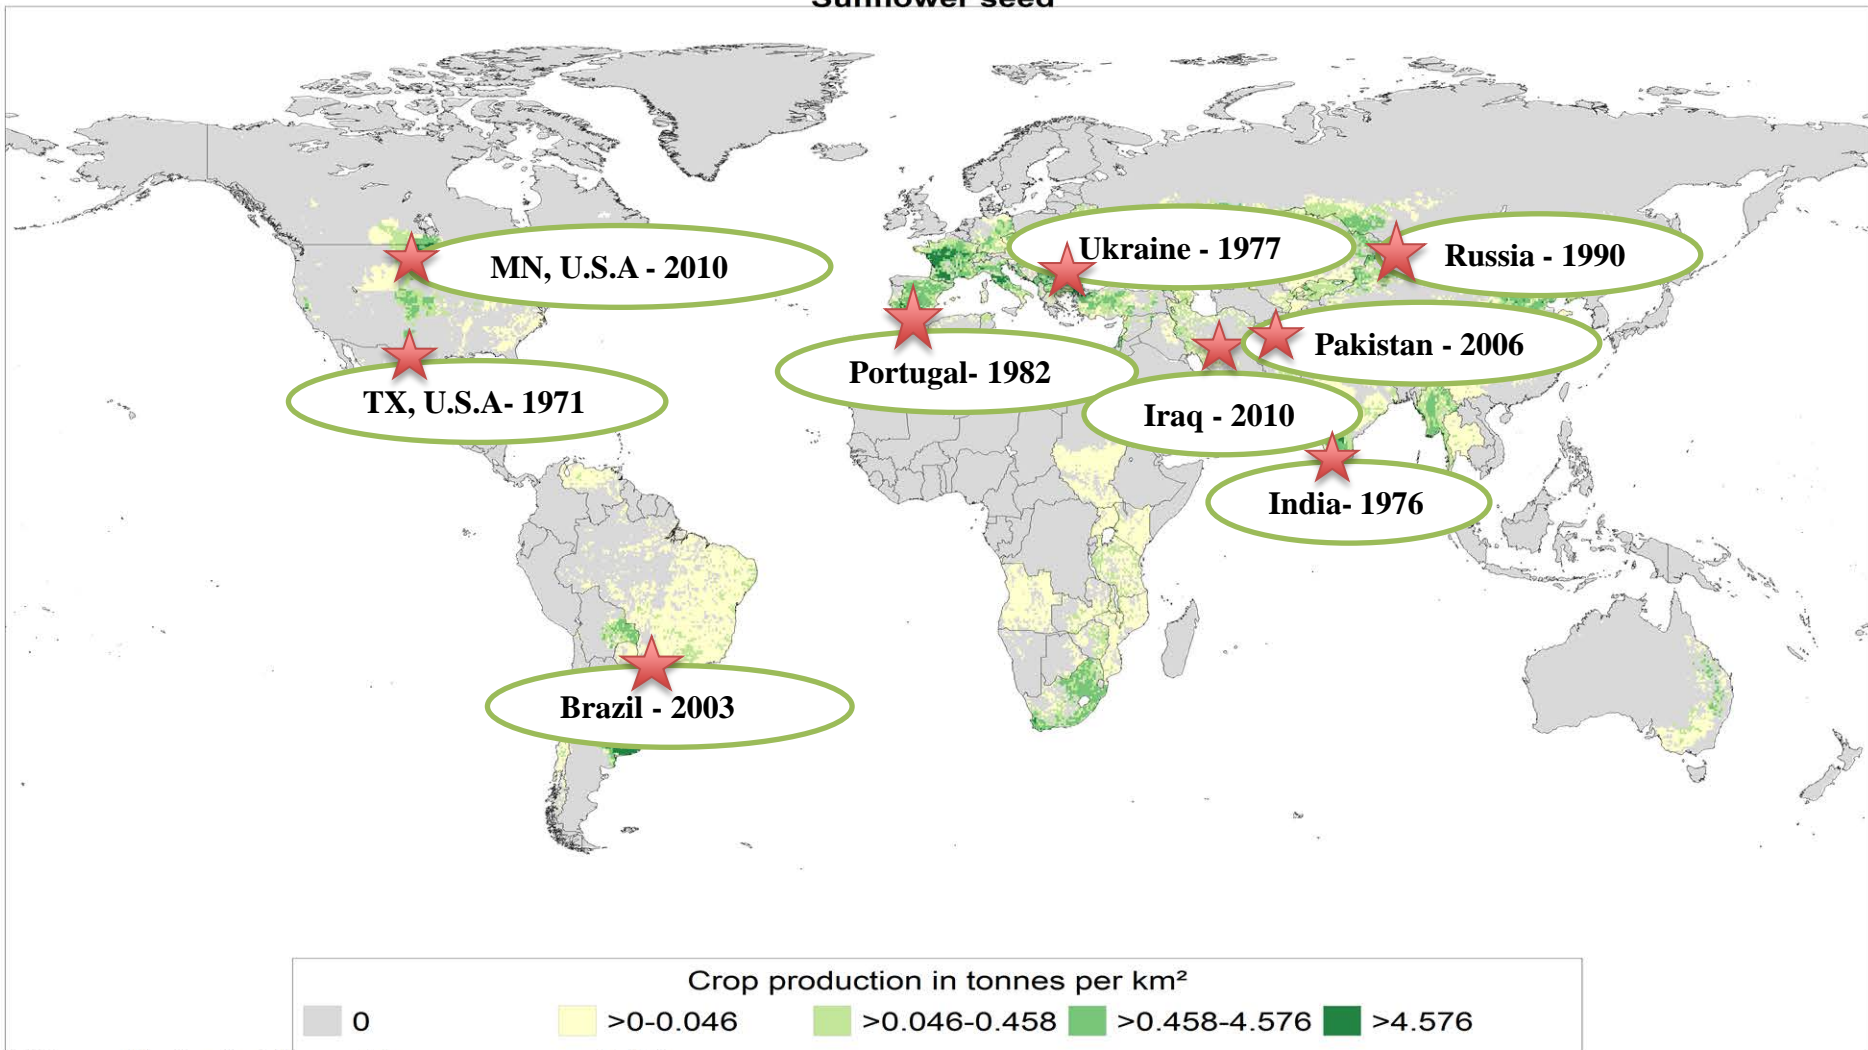 Sunflower seed
Ukraine - 1977
Russia - 1990
MN, U.S.A - 2010
Pakistan - 2006
Portugal- 1982
TX, U.S.A- 1971
Iraq - 2010
India- 1976
Brazil - 2003
Crop production in tonnes per km²
0
>0-0.046
>0.046-0.458
>0.458-4.576
>4.576